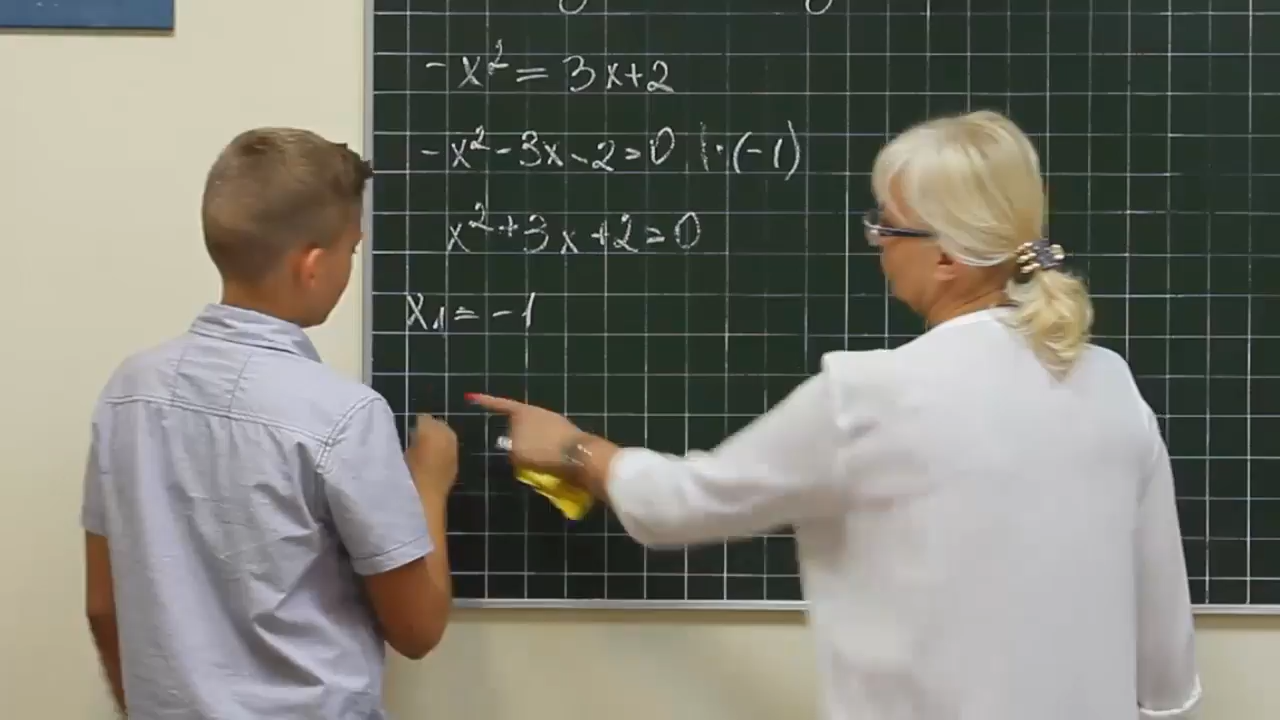 -x² = 3x+2
-x²-3x-2=0 |·(-1)
x²+3x+2=0
x₁=-1